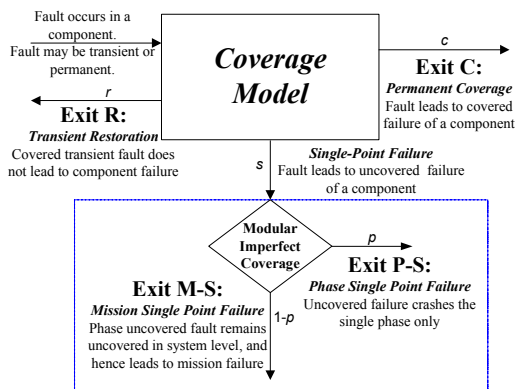 Fault occurs in a
component.
Fault may be transient or
permanent.
Coverage
Model
c
Exit C:
Permanent Coverage
Fault leads to covered
failure of a component
r
Exit R:
Transient Restoration
Covered transient fault does
not lead to component failure
s
Single-Point Failure
Fault leads to uncovered failure
of a component
Modular
Imperfect
Coverage
p
Exit P-S:
Phase Single Point Failure
Uncovered failure crashes the
single phase only
Exit M-S:
Mission Single Point Failure
Phase uncovered fault remains
uncovered in system level, and
hence leads to mission failure
1-p